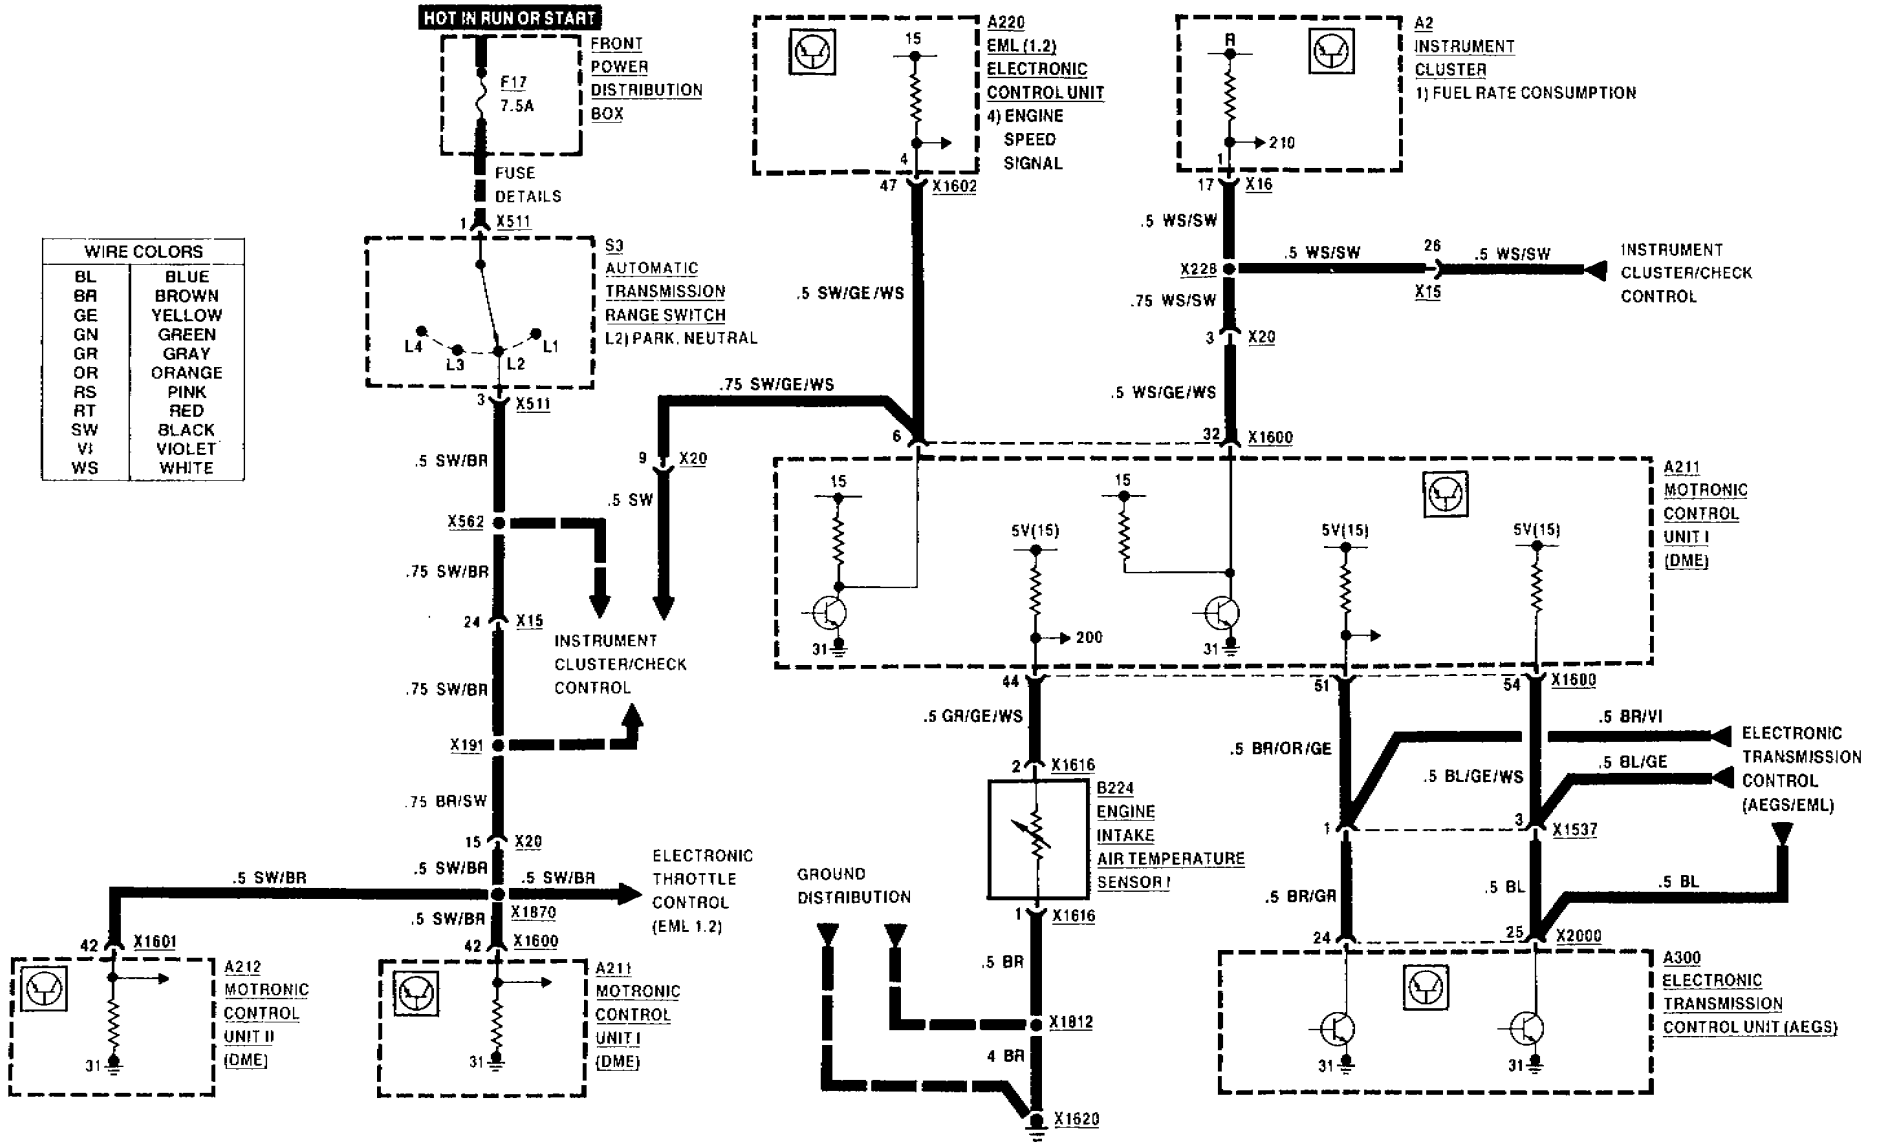 HOT IN RUN OR START
FRONT
POWER
DISTRIBUTION
BOX
F17
7.5A
FUSE
DETAILS
1 X511
S3
AUTOMATIC
TRANSMISSION
RANGE SWITCH
L2) PARK, NEUTRAL
L4
L3
L2
L1
3 X511
.5 SW/BR
X562
.75 SW/BR
24 X15
.75 SW/BR
X191
.75 BR/SW
15 X20
.5 SW/BR
.5 SW/BR
.5 SW/BR
X1870
.5 SW/BR
42 X1601
42 X1600
A212
MOTRONIC
CONTROL
UNIT II
(DME)
31
A211
MOTRONIC
CONTROL
UNIT I
(DME)
31
WIRE COLORS
BL BLUE
BR BROWN
GE YELLOW
GN GREEN
GR GRAY
OR ORANGE
RS PINK
RT RED
SW BLACK
VI VIOLET
WS WHITE
INSTRUMENT
CLUSTER/CHECK
CONTROL
ELECTRONIC
THROTTLE
CONTROL
(EML 1.2)
A220
EML (1.2)
ELECTRONIC
CONTROL UNIT
4) ENGINE
SPEED
SIGNAL
15
4
47 X1602
.5 SW/GE/WS
.75 SW/GE/WS
9 X20
.5 SW
6
A2
INSTRUMENT
CLUSTER
1) FUEL RATE CONSUMPTION
R
210
1
17 X16
.5 WS/SW
X228
.5 WS/SW
26
X15
.5 WS/SW
INSTRUMENT
CLUSTER/CHECK
CONTROL
.75 WS/SW
3 X20
.5 WS/GE/WS
32 X1600
A211
MOTRONIC
CONTROL
UNIT I
(DME)
15
31
5V(15)
200
15
31
5V(15)
5V(15)
44
51
54 X1600
.5 GR/GE/WS
2 X1616
B224
ENGINE
INTAKE
AIR TEMPERATURE
SENSOR I
1 X1616
.5 BR
X1812
4 BR
X1620
GROUND
DISTRIBUTION
.5 BR/OR/GE
.5 BR/VI
.5 BL/GE/WS
.5 BL/GE
ELECTRONIC
TRANSMISSION
CONTROL
(AEGS/EML)
1
3 X1537
.5 BR/GR
.5 BL
.5 BL
24
25 X2000
A300
ELECTRONIC
TRANSMISSION
CONTROL UNIT (AEGS)
31
31